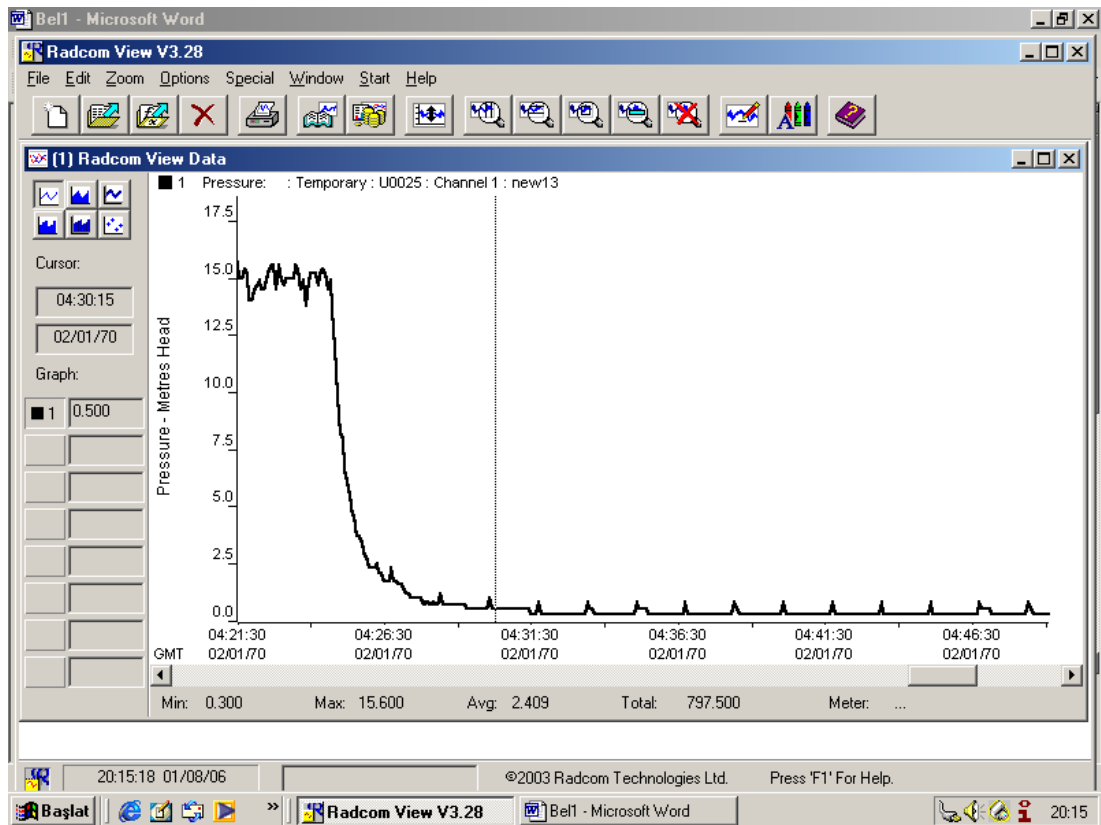 Bel1 - Microsoft Word
Radcom View V3.28
File Edit Zoom Options Special Window Start Help
(1) Radcom View Data
1 Pressure: : Temporary : U0025 : Channel 1 : new13
Cursor:
04:30:15
02/01/70
Graph:
1 0.500
Pressure - Metres Head
17.5
15.0
12.5
10.0
7.5
5.0
2.5
0.0
04:21:30 04:26:30 04:31:30 04:36:30 04:41:30 04:46:30
GMT 02/01/70 02/01/70 02/01/70 02/01/70 02/01/70 02/01/70
Min: 0.300 Max: 15.600 Avg: 2.409 Total: 797.500 Meter: ...
20:15:18 01/08/06 ©2003 Radcom Technologies Ltd. Press 'F1' For Help.
Başlat » Radcom View V3.28 Bel1 - Microsoft Word 20:15